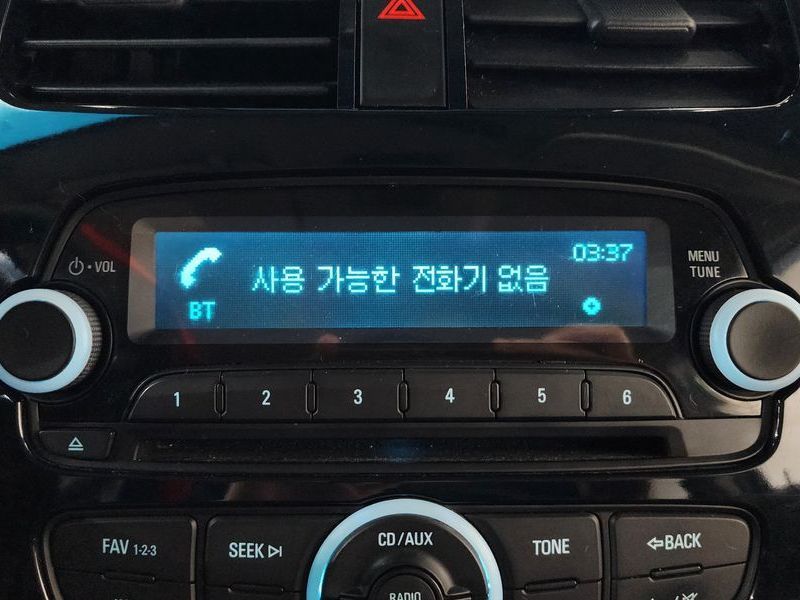 VOL
03:37
사용 가능한 전화기 없음
BT
MENU
TUNE
1 2 3 4 5 6
FAV 1-2-3
SEEK
CD/AUX
TONE
BACK
RADIO